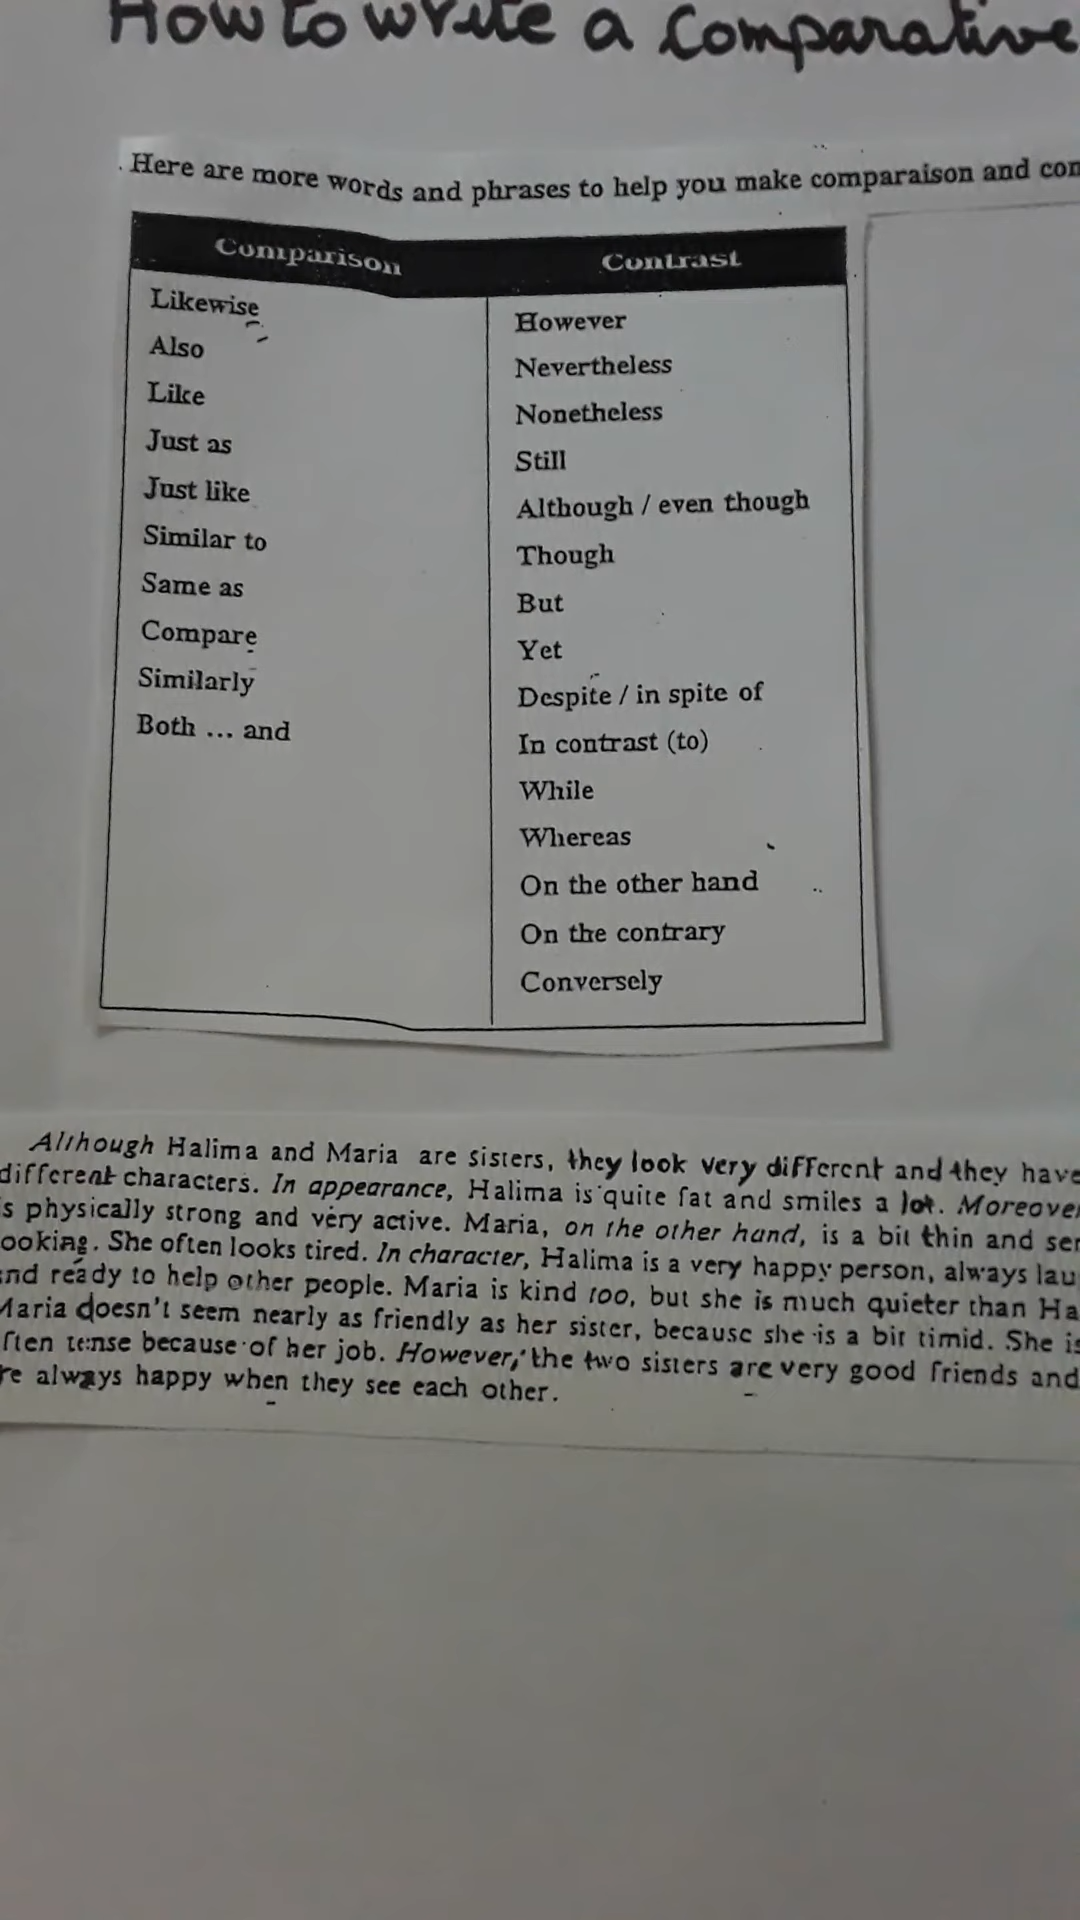 How to write a Comparative
Here are more words and phrases to help you make comparaison and
Comparison
Likewise
Also
Like
Just as
Just like
Similar to
Same as
Compare
Similarly
Both ... and
Contrast
However
Nevertheless
Nonetheless
Still
Although / even though
Though
But
Yet
Despite / in spite of
In contrast (to)
While
Whereas
On the other hand
On the contrary
Conversely
Although Halima and Maria are sisters, they look very different and they have
different characters. In appearance, Halima is quite fat and smiles a lot. Moreover
physically strong and very active. Maria, on the other hand, is a bit thin and
She often looks tired. In character, Halima is a very happy person, always
and ready to help other people. Maria is kind too, but she is much quieter than
Maria doesn't seem nearly as friendly as her sister, because she is a bit timid. She is
tense because of her job. However, the two sisters are very good friends and
always happy when they see each other.